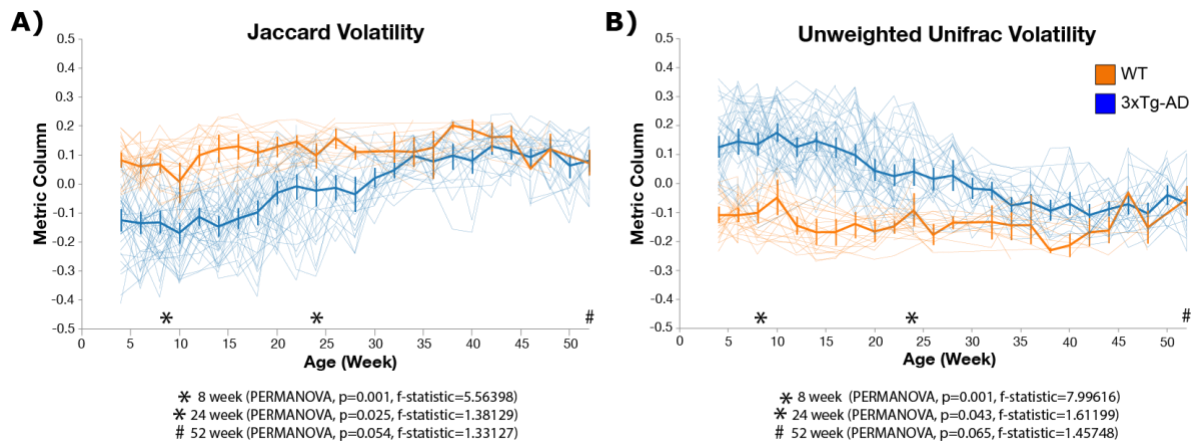 A)
Jaccard Volatility
0.5
0.4
0.3
0.2
0.1
0.0
-0.1
-0.2
-0.3
-0.4
-0.5
Metric Column
* * #
0 5 10 15 20 25 30 35 40 45 50
Age (Week)
* 8 week (PERMANOVA, p=0.001, f-statistic=5.56398)
* 24 week (PERMANOVA, p=0.025, f-statistic=1.38129)
# 52 week (PERMANOVA, p=0.054, f-statistic=1.33127)
B)
Unweighted Unifrac Volatility
WT
3xTg-AD
0.5
0.4
0.3
0.2
0.1
0.0
-0.1
-0.2
-0.3
-0.4
-0.5
Metric Column
* * #
0 5 10 15 20 25 30 35 40 45 50
Age (Week)
* 8 week (PERMANOVA, p=0.001, f-statistic=7.99616)
* 24 week (PERMANOVA, p=0.043, f-statistic=1.61199)
# 52 week (PERMANOVA, p=0.065, f-statistic=1.45748)